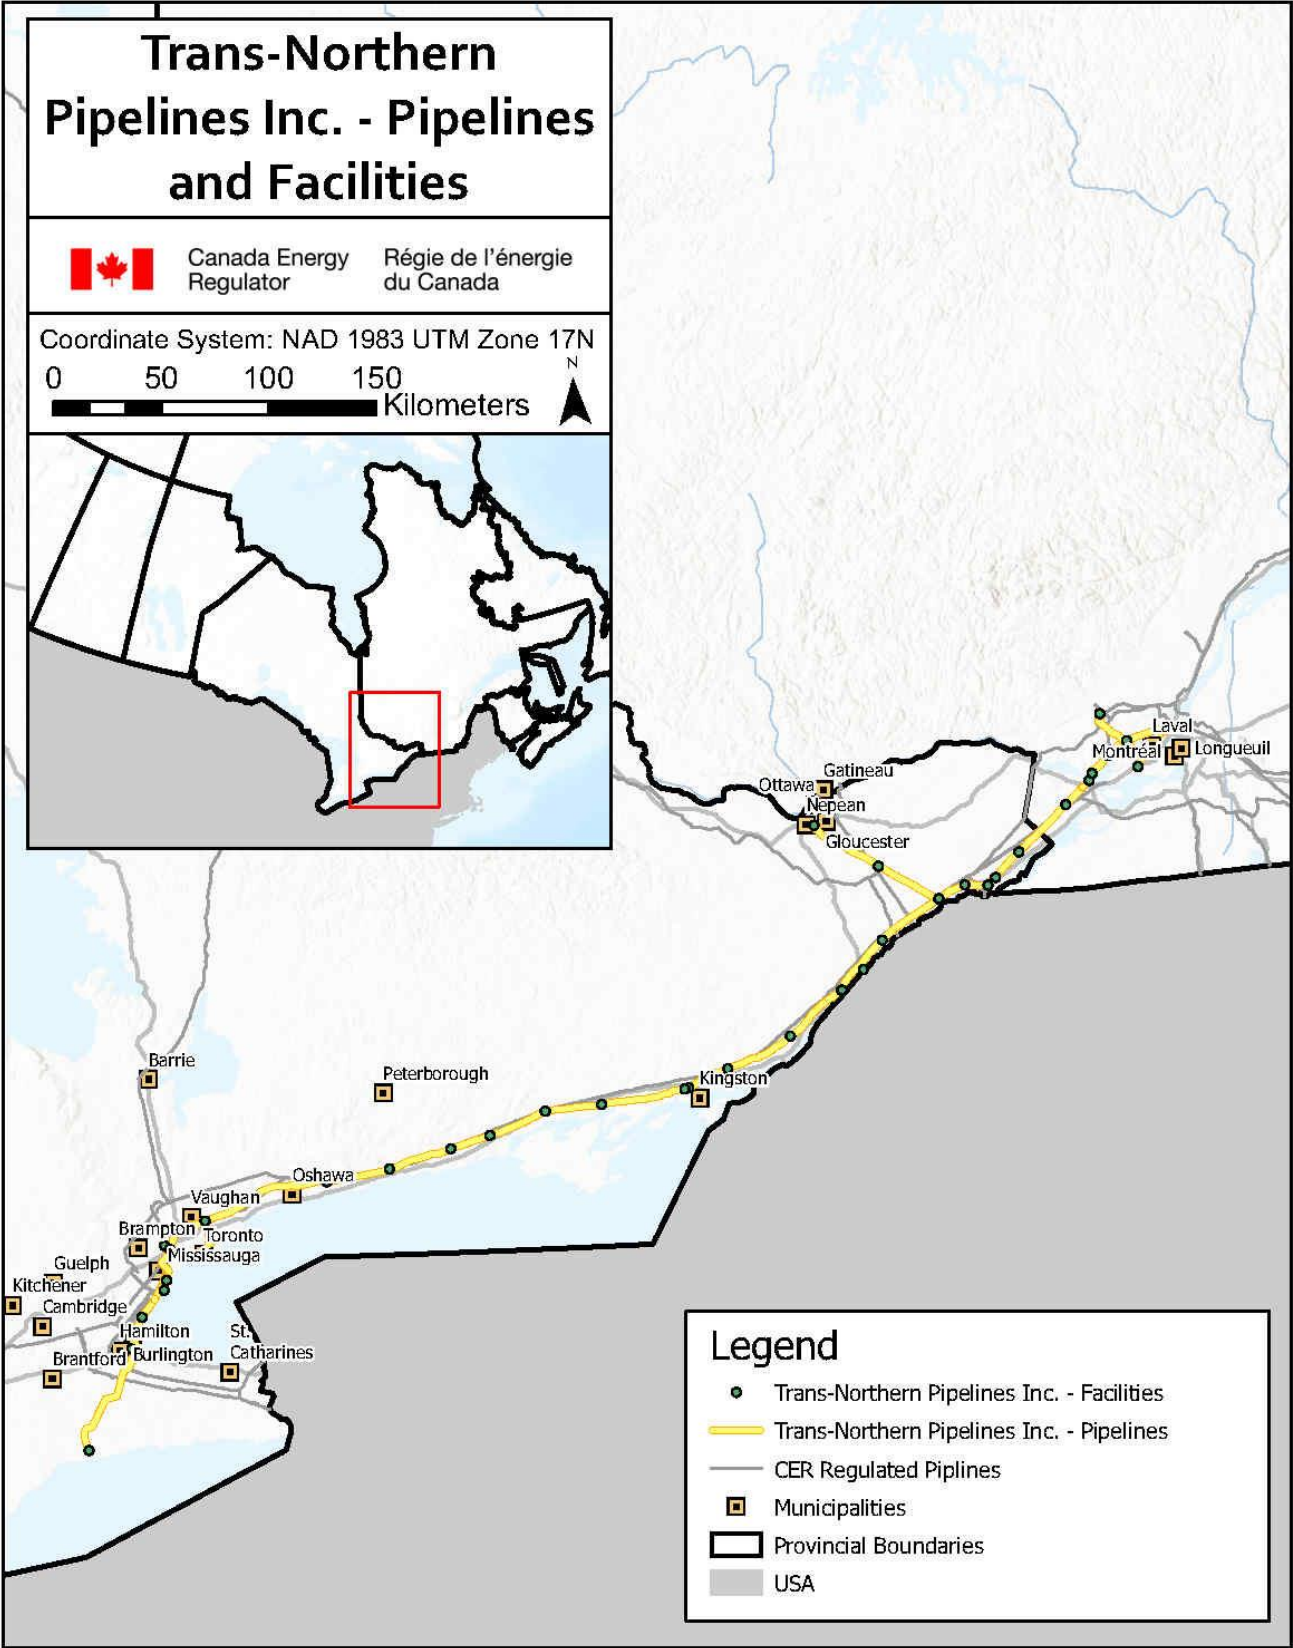 Trans-Northern
Pipelines Inc. - Pipelines
and Facilities
Canada Energy
Regulator
Régie de l'énergie
du Canada
Coordinate System: NAD 1983 UTM Zone 17N
N
0 50 100 150
Kilometers
Laval
Montréal
Longueuil
Gatineau
Ottawa
Nepean
Gloucester
Barrie
Peterborough
Kingston
Oshawa
Vaughan
Brampton
Toronto
Mississauga
Guelph
Kitchener
Cambridge
Hamilton
St.
Catharines
Brantford
Burlington
Legend
Trans-Northern Pipelines Inc. - Facilities
Trans-Northern Pipelines Inc. - Pipelines
CER Regulated Piplines
Municipalities
Provincial Boundaries
USA